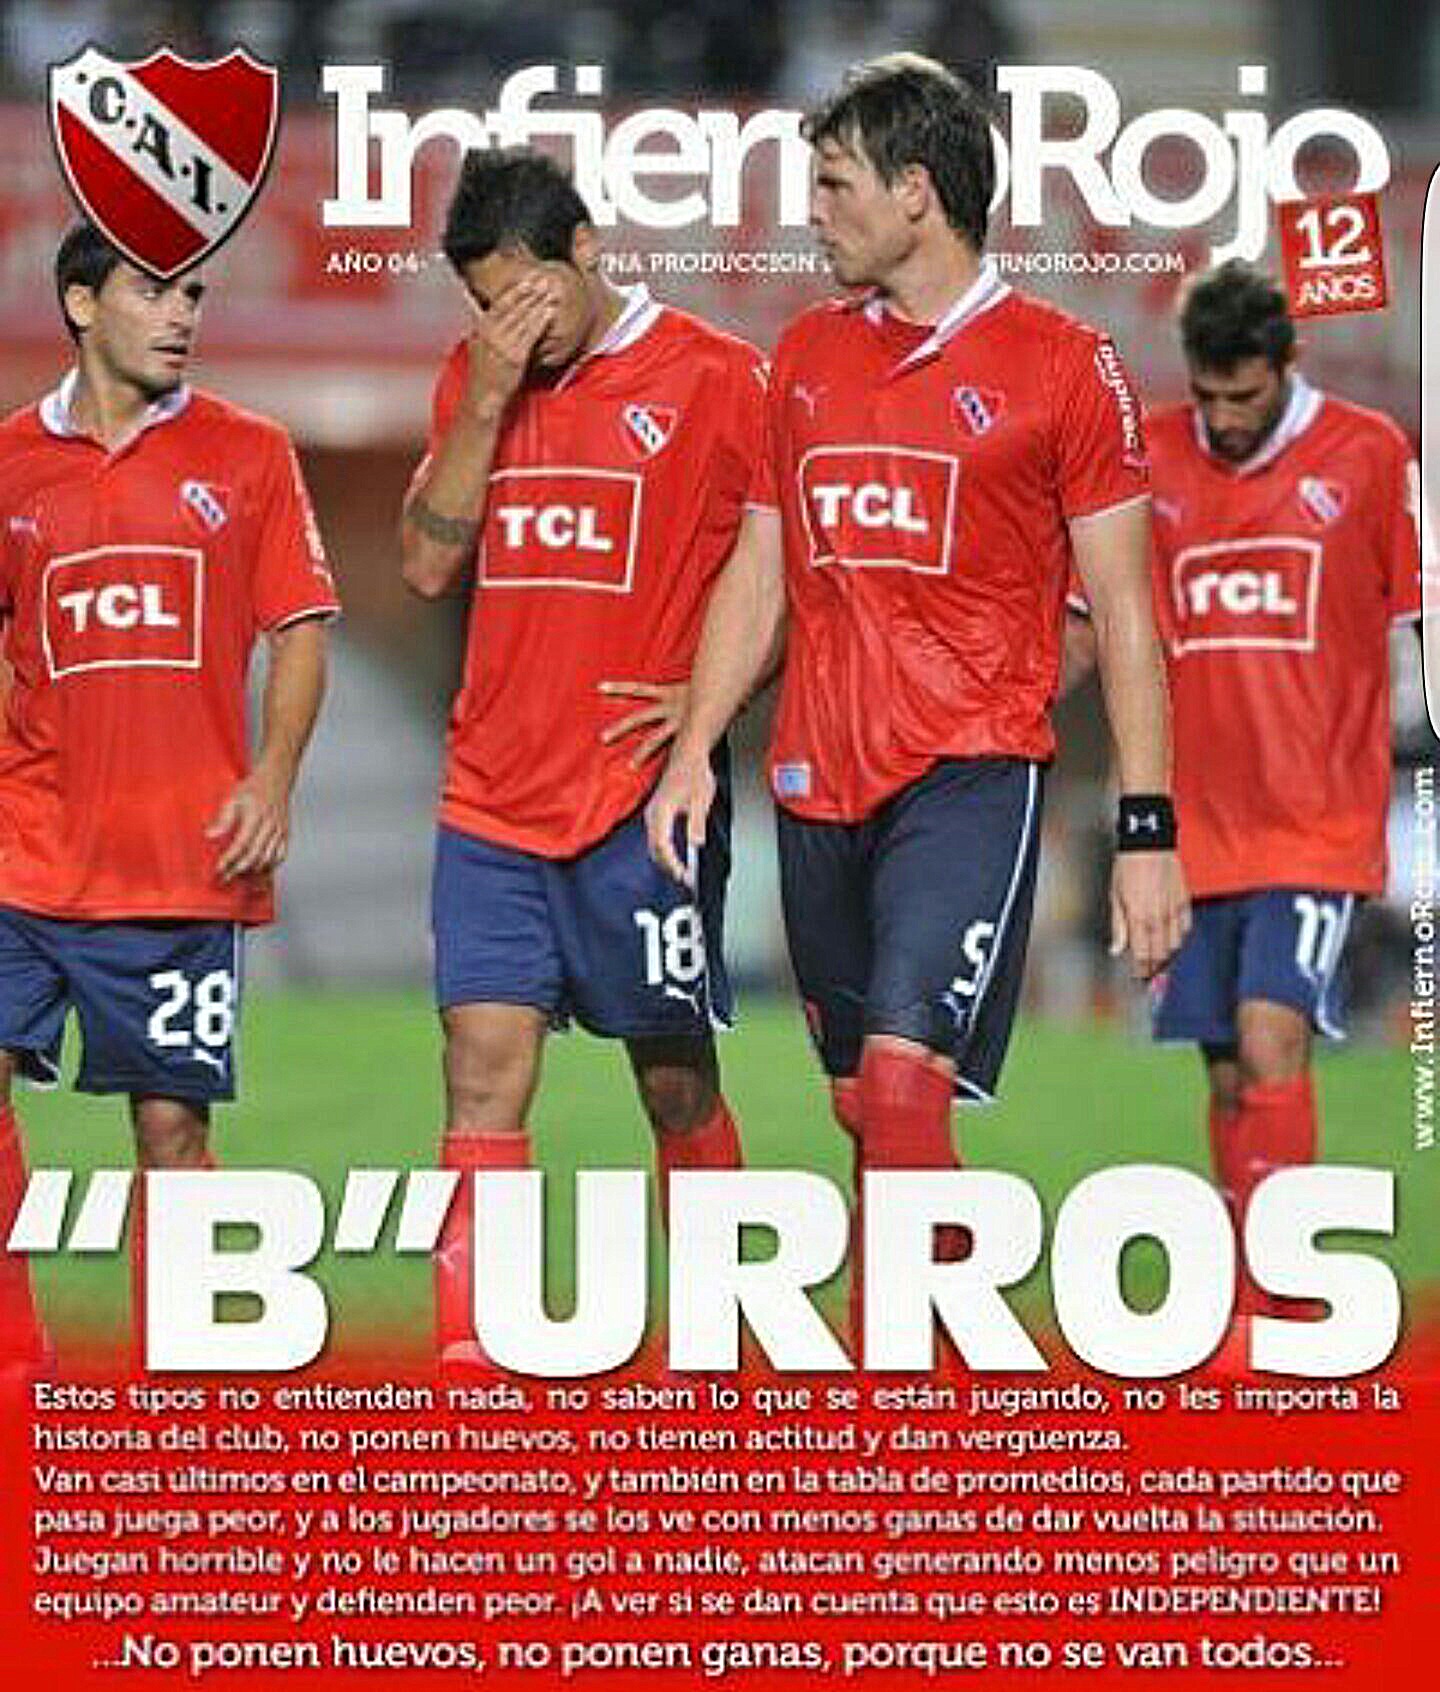 ·C.A.I.
InfiernoRojo
AÑO 04- UNA PRODUCCION ERNOROJO.COM
12
AÑOS
TCL
TCL
TCL
TCL
28
18
5
11
www.InfiernoRojo.com
"B"URROS
Estos tipos no entienden nada, no saben lo que se están jugando, no les importa la
historia del club, no ponen huevos, no tienen actitud y dan vergüenza.
Van casi últimos en el campeonato, y también en la tabla de promedios, cada partido que
pasa juega peor, y a los jugadores se los ve con menos ganas de dar vuelta la situación.
Juegan horrible y no le hacen un gol a nadie, atacan generando menos peligro que un
equipo amateur y defienden peor. ¡A ver si se dan cuenta que esto es INDEPENDIENTE!
...No ponen huevos, no ponen ganas, porque no se van todos...